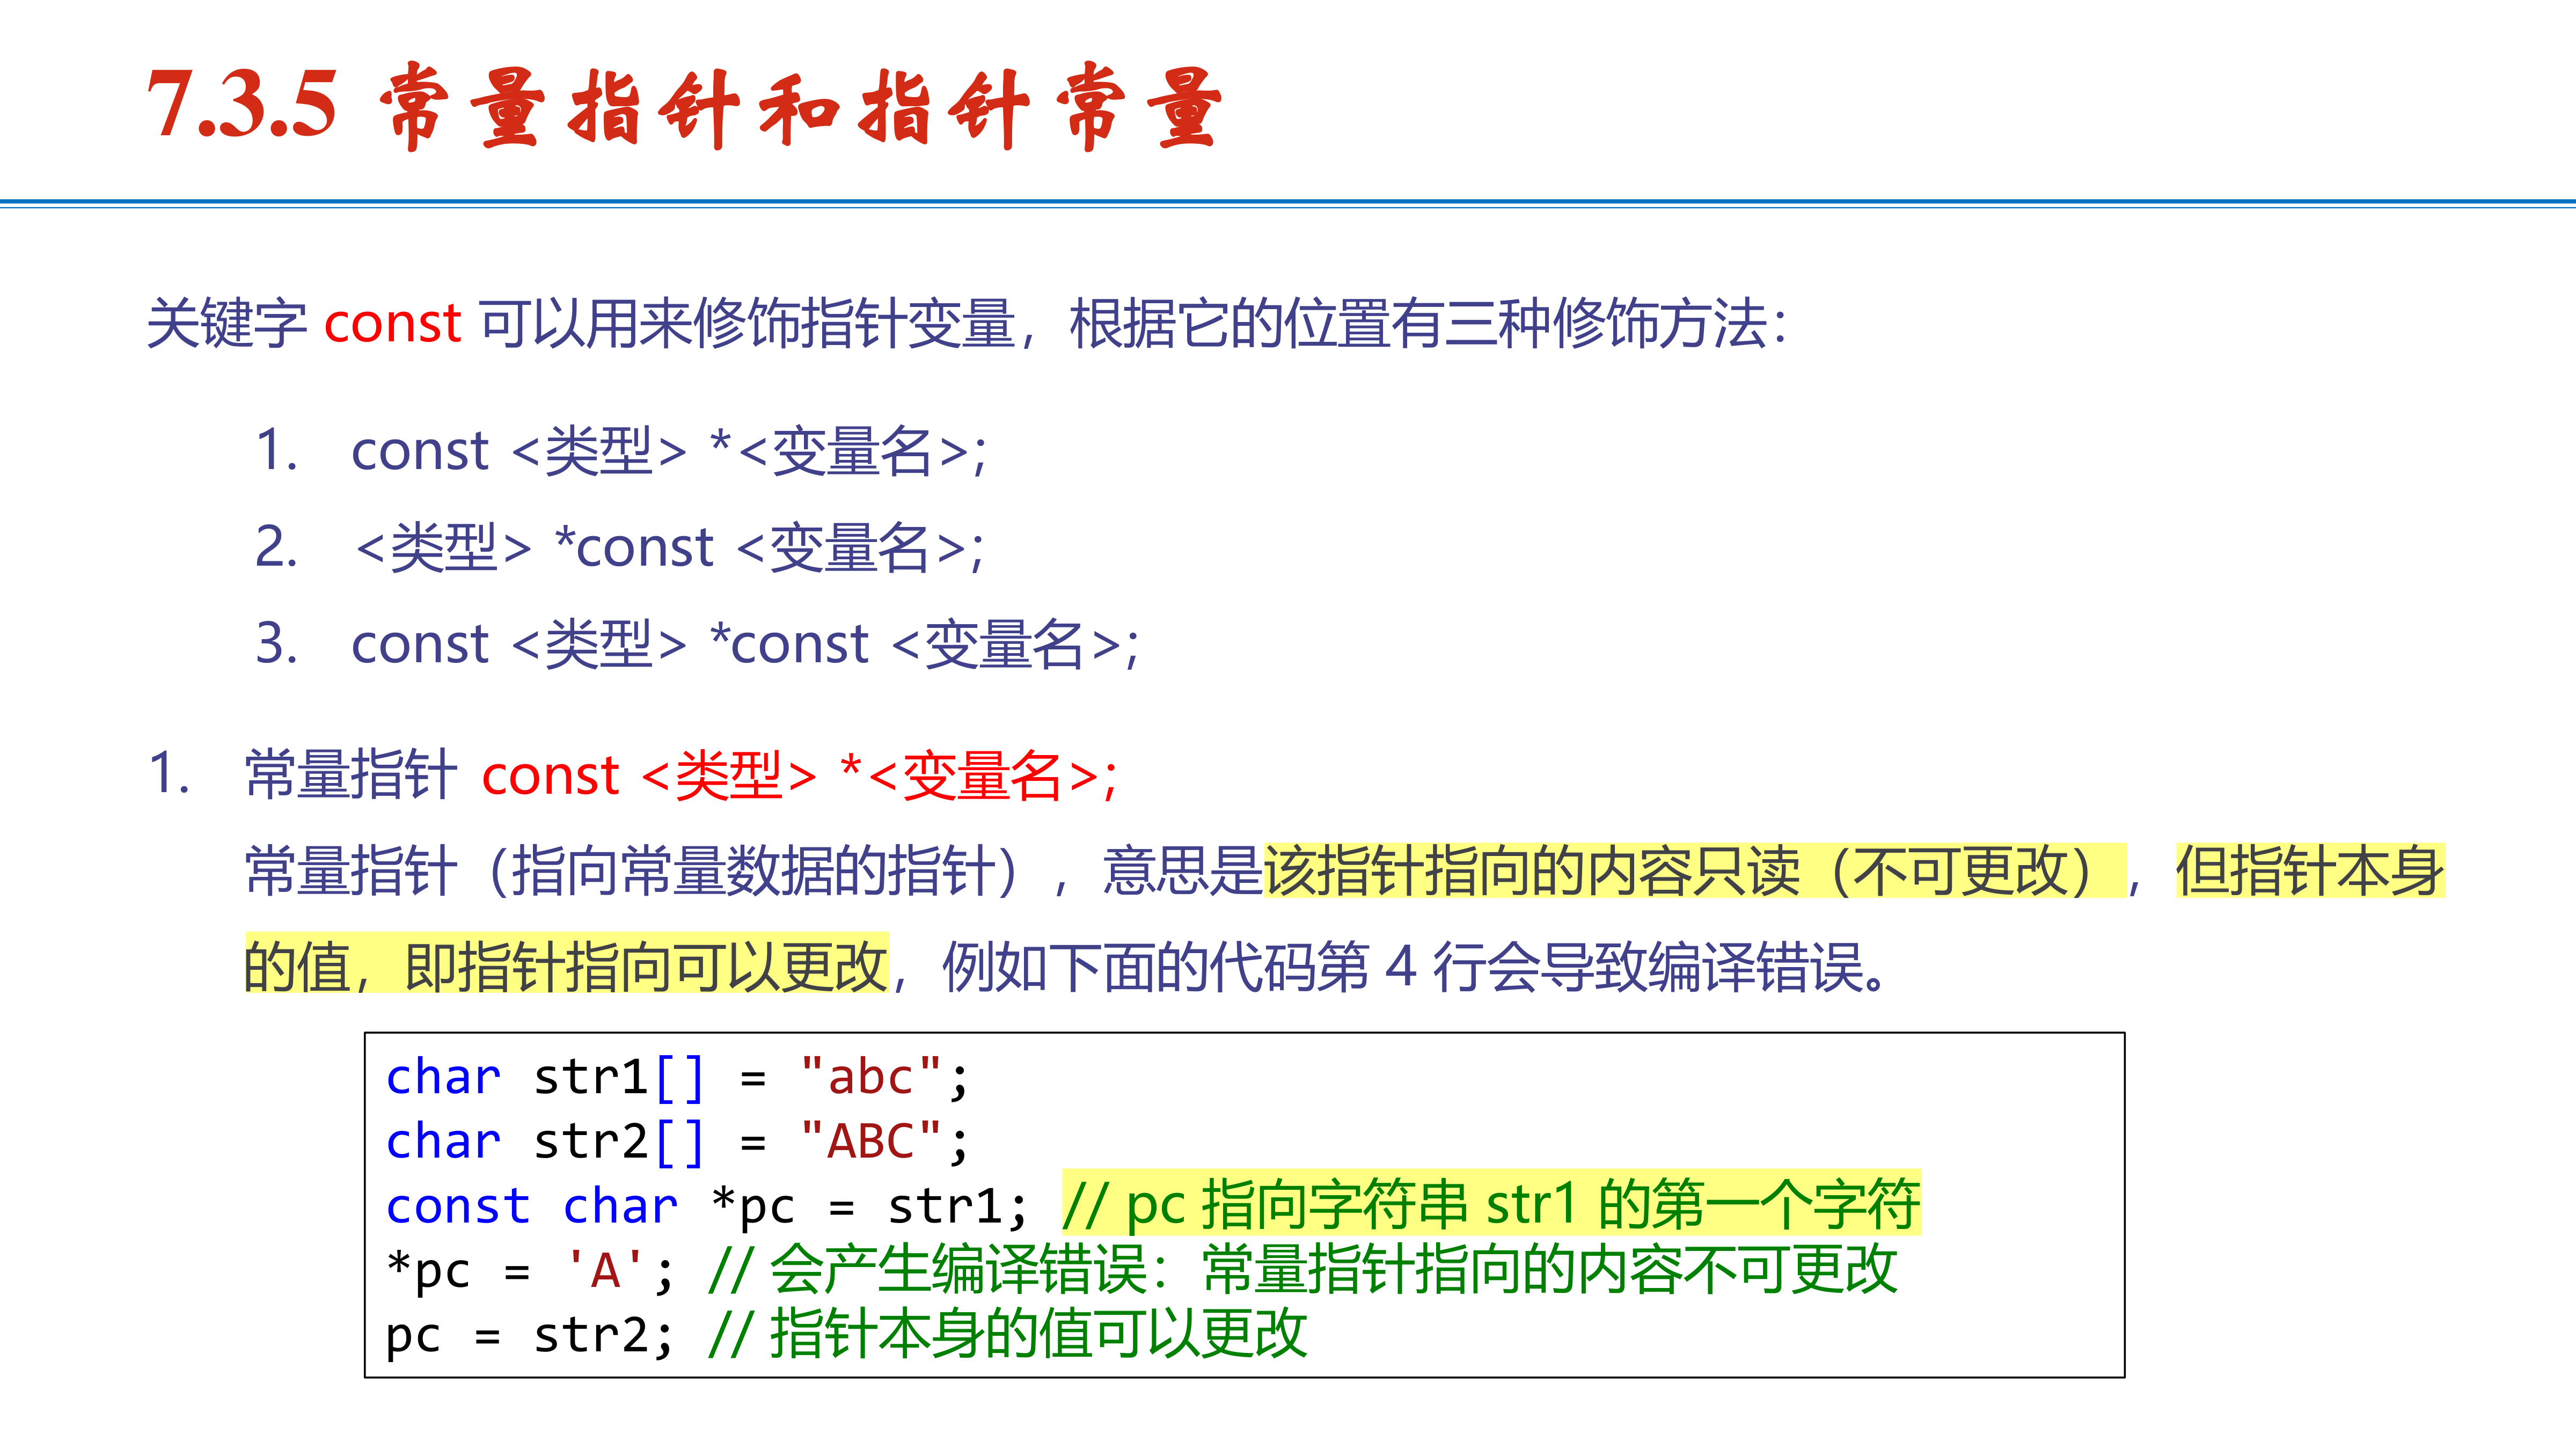 7.3.5 常量指针和指针常量
关键字 const 可以用来修饰指针变量，根据它的位置有三种修饰方法：
1. const <类型> *<变量名>;
2. <类型> *const <变量名>;
3. const <类型> *const <变量名>;
1. 常量指针 const <类型> *<变量名>;
常量指针（指向常量数据的指针），意思是该指针指向的内容只读（不可更改），但指针本身
的值，即指针指向可以更改，例如下面的代码第 4 行会导致编译错误。
char str1[] = "abc";
char str2[] = "ABC";
const char *pc = str1; // pc 指向字符串 str1 的第一个字符
*pc = 'A'; // 会产生编译错误：常量指针指向的内容不可更改
pc = str2; // 指针本身的值可以更改